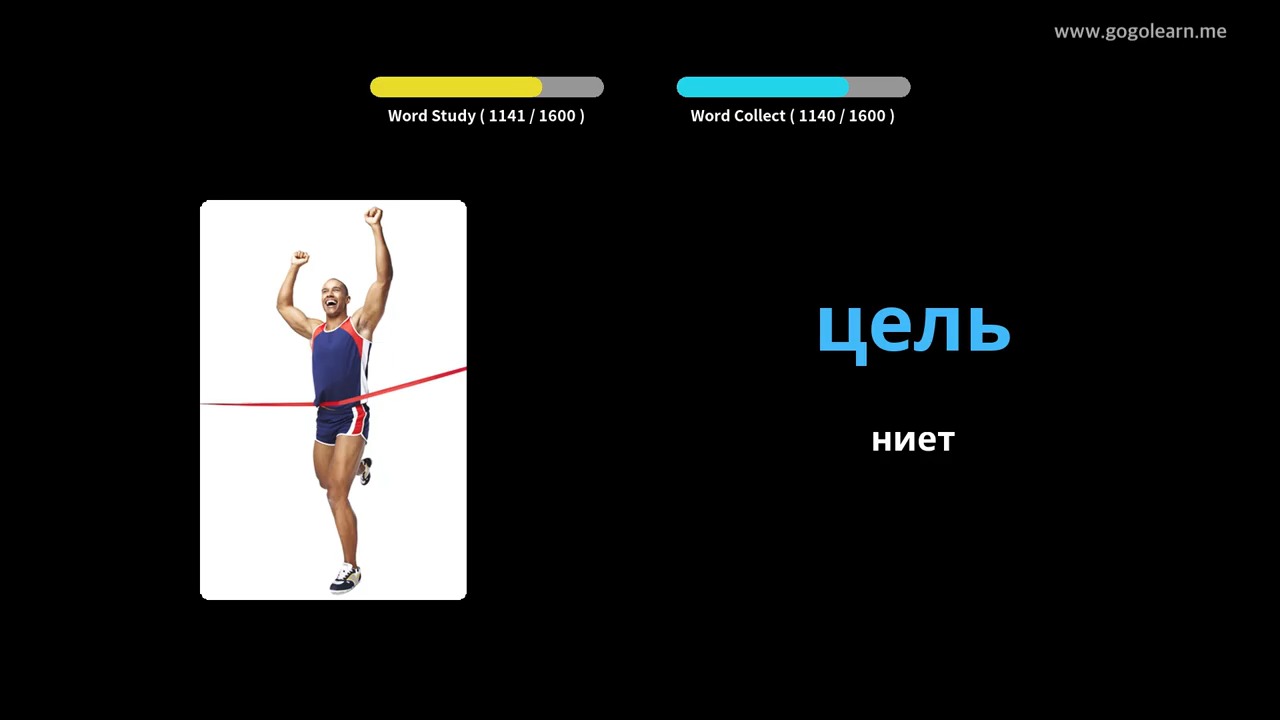 www.gogolearn.me
Word Study ( 1141 / 1600 )
Word Collect ( 1140 / 1600 )
цель
ниет